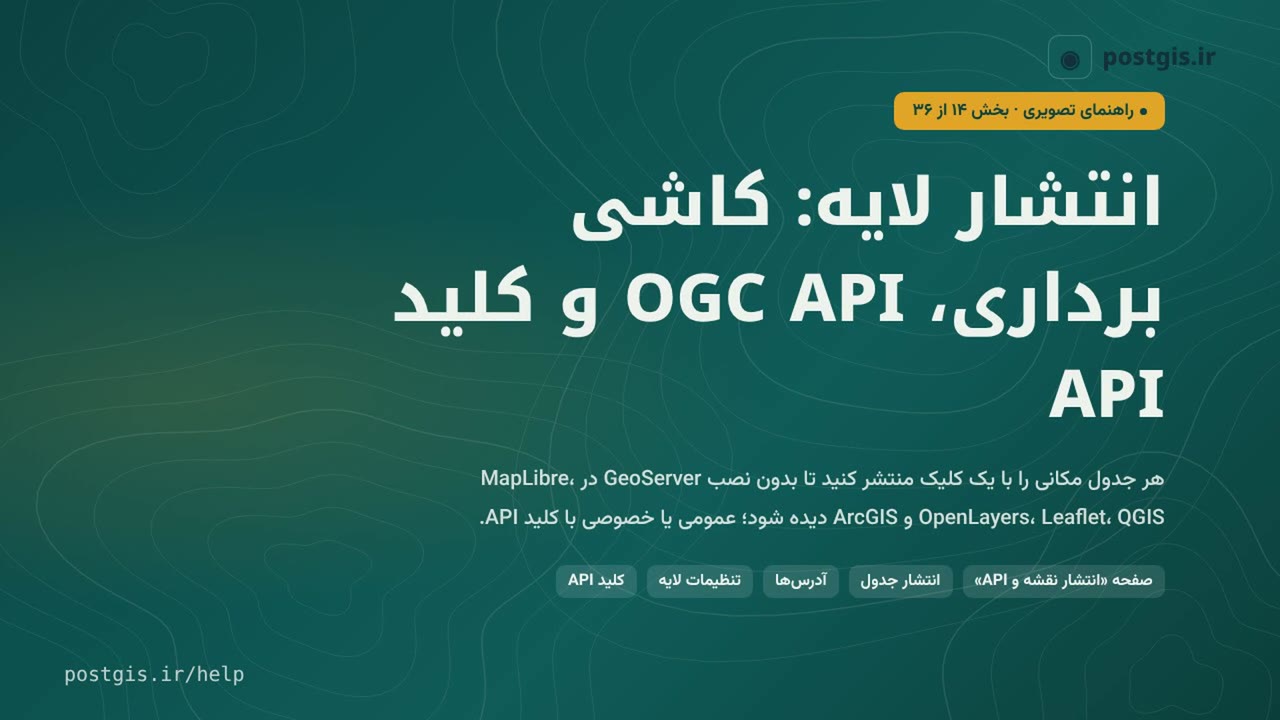 postgis.ir
• راهنمای تصویری · بخش ۱۴ از ۳۶
انتشار لایه: کاشی
برداری، OGC API و کلید
API
هر جدول مکانی را با یک کلیک منتشر کنید تا بدون نصب GeoServer در MapLibre،
OpenLayers، Leaflet، QGIS و ArcGIS دیده شود؛ عمومی یا خصوصی با کلید API.
صفحه «انتشار نقشه و API»
انتشار جدول
آدرس‌ها
تنظیمات لایه
کلید API
postgis.ir/help